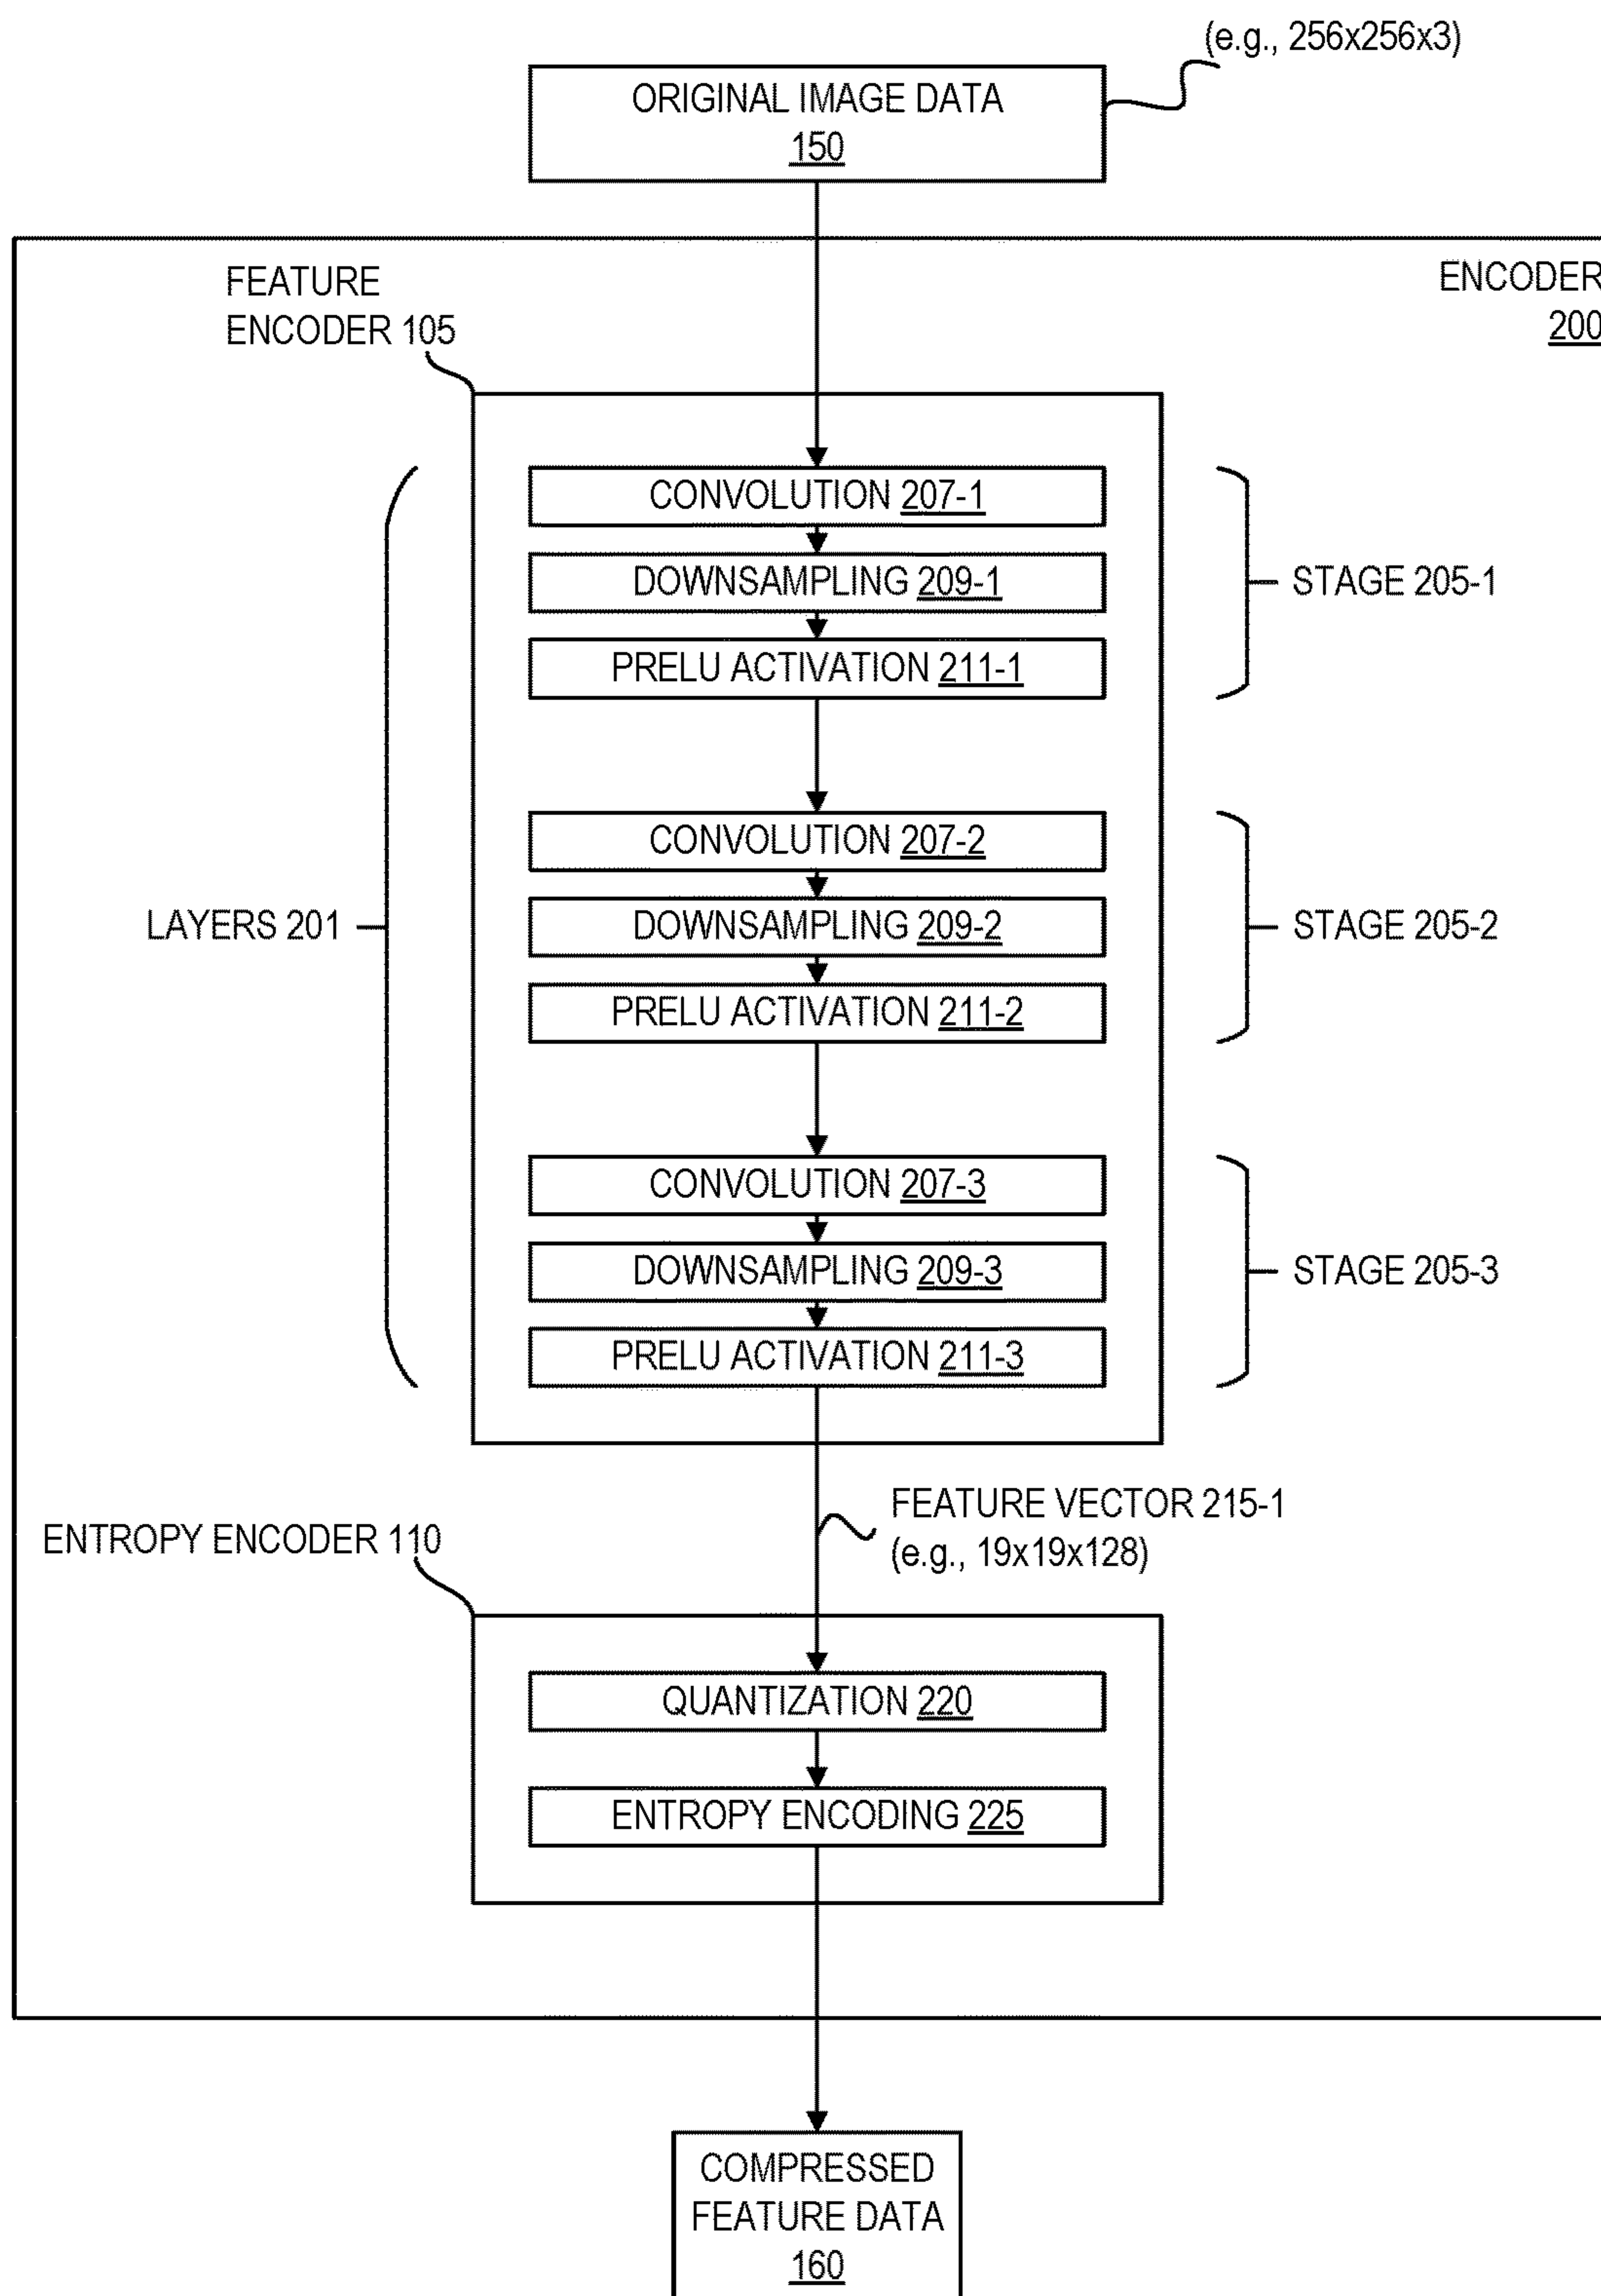 (e.g., 256x256x3)
ORIGINAL IMAGE DATA
150
FEATURE
ENCODER 105
ENCODER
200
CONVOLUTION 207-1
DOWNSAMPLING 209-1
STAGE 205-1
PRELU ACTIVATION 211-1
CONVOLUTION 207-2
LAYERS 201
DOWNSAMPLING 209-2
STAGE 205-2
PRELU ACTIVATION 211-2
CONVOLUTION 207-3
DOWNSAMPLING 209-3
STAGE 205-3
PRELU ACTIVATION 211-3
FEATURE VECTOR 215-1
(e.g., 19x19x128)
ENTROPY ENCODER 110
QUANTIZATION 220
ENTROPY ENCODING 225
COMPRESSED
FEATURE DATA
160